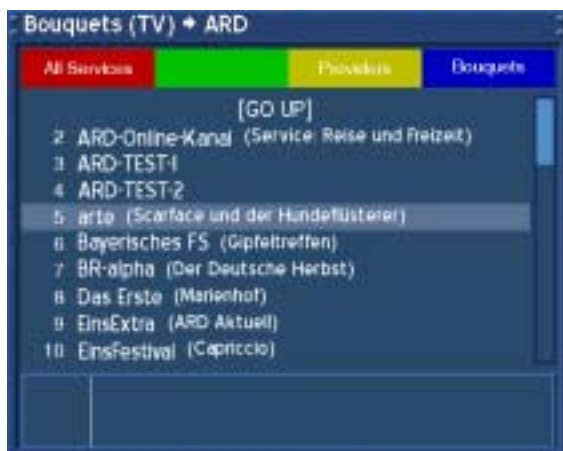 Bouquets (TV) → ARD
All Services Providers Bouquets
[GO UP]
2 ARD-Online-Kanal (Service: Reise und Freizeit)
3 ARD-TEST-1
4 ARD-TEST-2
5 arte (Scarface und der Hundeflüsterer)
6 Bayerisches FS (Gipfeltreffen)
7 BR-alpha (Der Deutsche Herbst)
8 Das Erste (Marienhof)
9 EinsExtra (ARD Aktuell)
10 EinsFestival (Capriccio)